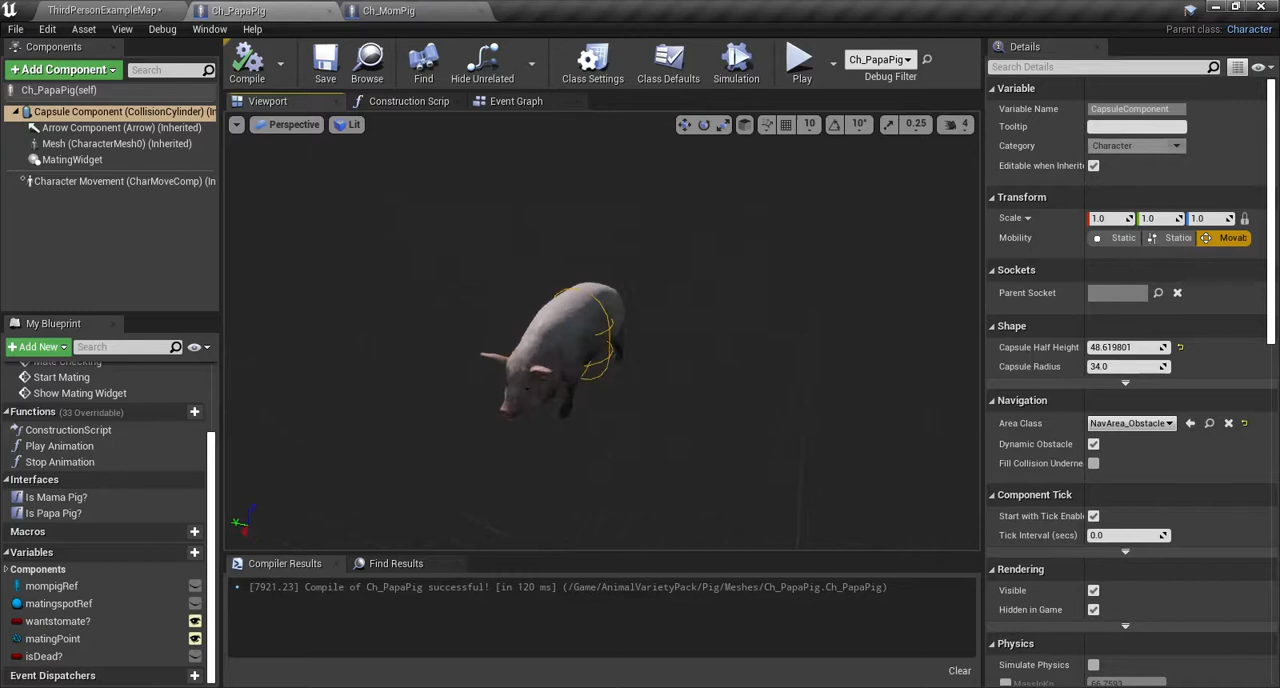 ThirdPersonExampleMap*
Ch_PapaPig
Ch_MomPig
File Edit Asset View Debug Window Help
Parent class: Character
Components
+Add Component
Search
Ch_PapaPig(self)
Capsule Component (CollisionCylinder) (In
Arrow Component (Arrow) (Inherited)
Mesh (CharacterMesh0) (Inherited)
MatingWidget
Character Movement (CharMoveComp) (In
My Blueprint
+Add New
Search
Mate Checking
Start Mating
Show Mating Widget
Functions (33 Overridable)
ConstructionScript
Play Animation
Stop Animation
Interfaces
Is Mama Pig?
Is Papa Pig?
Macros
Variables
Components
mompigRef
matingspotRef
wantstomate?
matingPoint
isDead?
Event Dispatchers
Compile
Save
Browse
Find
Hide Unrelated
Class Settings
Class Defaults
Simulation
Play
Ch_PapaPig
Debug Filter
Viewport
Construction Scrip
Event Graph
Perspective
Lit
10
10°
0.25
4
Compiler Results
Find Results
[7921.23] Compile of Ch_PapaPig successful! [in 120 ms] (/Game/AnimalVarietyPack/Pig/Meshes/Ch_PapaPig.Ch_PapaPig)
Clear
Details
Search Details
Variable
Variable Name CapsuleComponent
Tooltip
Category Character
Editable when Inherite
Transform
Scale 1.0 1.0 1.0
Mobility Static Station Movab
Sockets
Parent Socket
Shape
Capsule Half Height 48.619801
Capsule Radius 34.0
Navigation
Area Class NavArea_Obstacle
Dynamic Obstacle
Fill Collision Underne
Component Tick
Start with Tick Enabl
Tick Interval (secs) 0.0
Rendering
Visible
Hidden in Game
Physics
Simulate Physics
MassInKg 66.7593